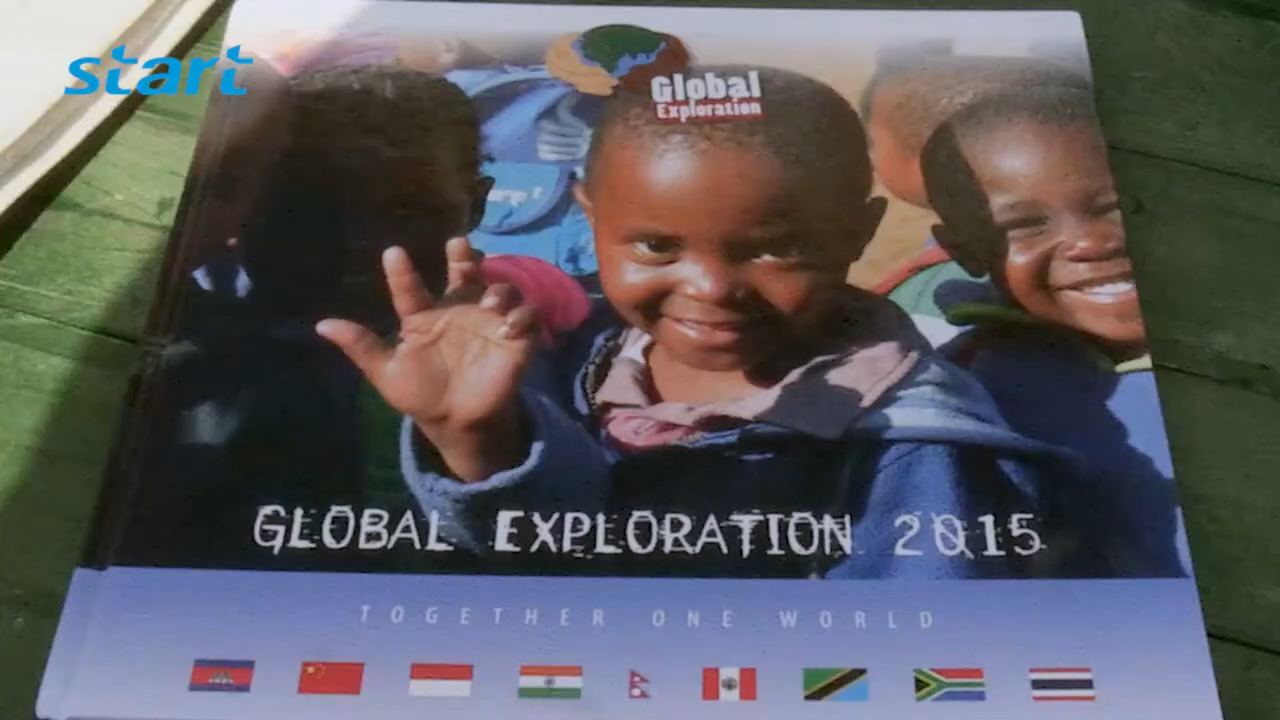 start
Global
Exploration
GLOBAL EXPLORATION 2015
TOGETHER ONE WORLD